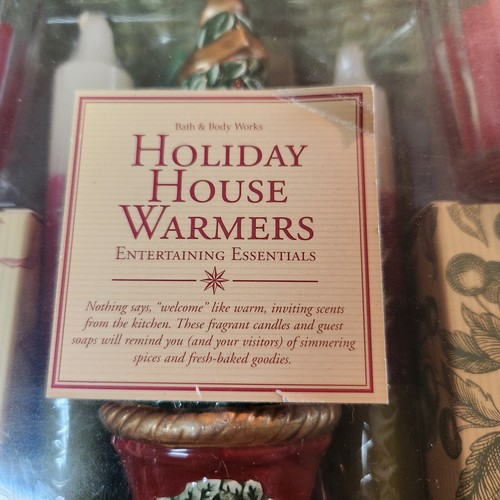 Bath & Body Works
HOLIDAY
HOUSE
WARMERS
ENTERTAINING ESSENTIALS
Nothing says, "welcome" like warm, inviting scents
from the kitchen. These fragrant candles and guest
soaps will remind you (and your visitors) of simmering
spices and fresh-baked goodies.